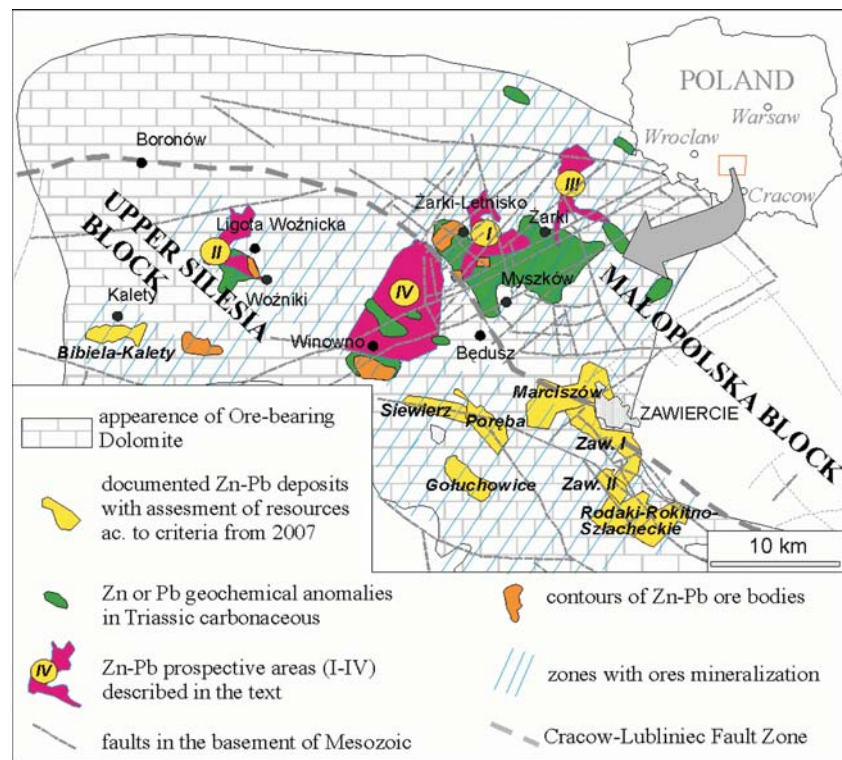 POLAND
Warsaw
Wroclaw
Cracow
Boronów
Żarki-Letnisko
III
Żarki
I
UPPER SILESIA
BLOCK
Ligota Woźnicka
II
Woźniki
Kalety
Bibiela-Kalety
IV
Winowno
Myszków
Będusz
MAŁOPOLSKA BLOCK
Marciszów
ZAWIERCIE
Siewierz
Poręba
Zaw. I
Gołuchowice
Zaw. II
Rodaki-Rokitno-
Szłacheckie
10 km
appearence of Ore-bearing
Dolomite
documented Zn-Pb deposits
with assesment of resources
ac. to criteria from 2007
Zn or Pb geochemical anomalies
in Triassic carbonaceous
IV
Zn-Pb prospective areas (I-IV)
described in the text
faults in the basement of Mesozoic
contours of Zn-Pb ore bodies
zones with ores mineralization
Cracow-Lubliniec Fault Zone